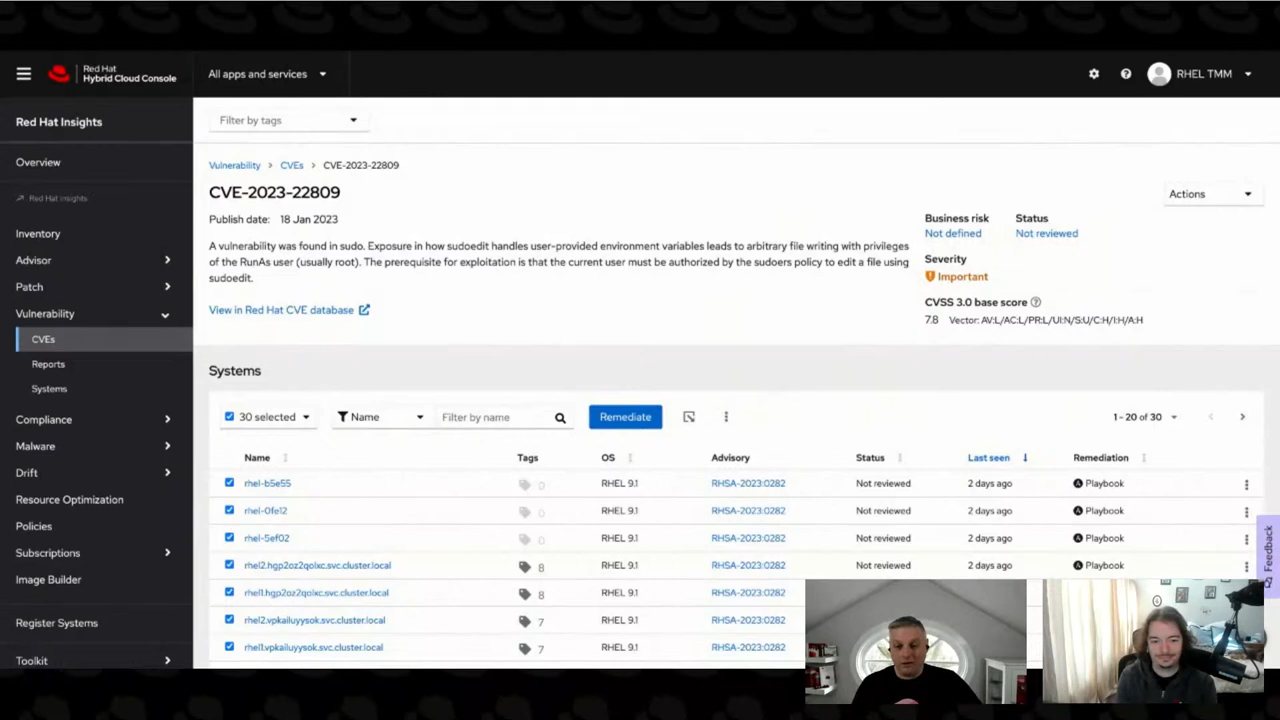 Red Hat
Hybrid Cloud Console
All apps and services
RHEL TMM
Red Hat Insights
Filter by tags
Overview
Vulnerability > CVEs > CVE-2023-22809
Red Hat Insights
CVE-2023-22809
Actions
Publish date: 18 Jan 2023
Business risk
Status
Not defined
Not reviewed
Inventory
A vulnerability was found in sudo. Exposure in how sudoedit handles user-provided environment variables leads to arbitrary file writing with privileges
of the RunAs user (usually root). The prerequisite for exploitation is that the current user must be authorized by the sudoers policy to edit a file using
sudoedit.
Advisor
Severity
Important
Patch
View in Red Hat CVE database
CVSS 3.0 base score
7.8 Vector: AV:L/AC:L/PR:L/UI:N/S:U/C:H/I:H/A:H
Vulnerability
CVEs
Reports
Systems
Compliance
Malware
Drift
Resource Optimization
Policies
Subscriptions
Image Builder
Register Systems
Toolkit
Systems
30 selected
Name
Filter by name
Remediate
1 - 20 of 30
Name Tags OS Advisory Status Last seen Remediation
rhel-b5e55 0 RHEL 9.1 RHSA-2023:0282 Not reviewed 2 days ago Playbook
rhel-0fe12 0 RHEL 9.1 RHSA-2023:0282 Not reviewed 2 days ago Playbook
rhel-5ef02 0 RHEL 9.1 RHSA-2023:0282 Not reviewed 2 days ago Playbook
rhel2.hgp2oz2qoixc.svc.cluster.local 8 RHEL 9.1 RHSA-2023:0282 Not reviewed 2 days ago Playbook
rhel1.hgp2oz2qoixc.svc.cluster.local 8 RHEL 9.1 RHSA-2023:0282
rhel2.vpkailuyysok.svc.cluster.local 7 RHEL 9.1 RHSA-2023:0282
rhel1.vpkailuyysok.svc.cluster.local 7 RHEL 9.1 RHSA-2023:0282
Feedback